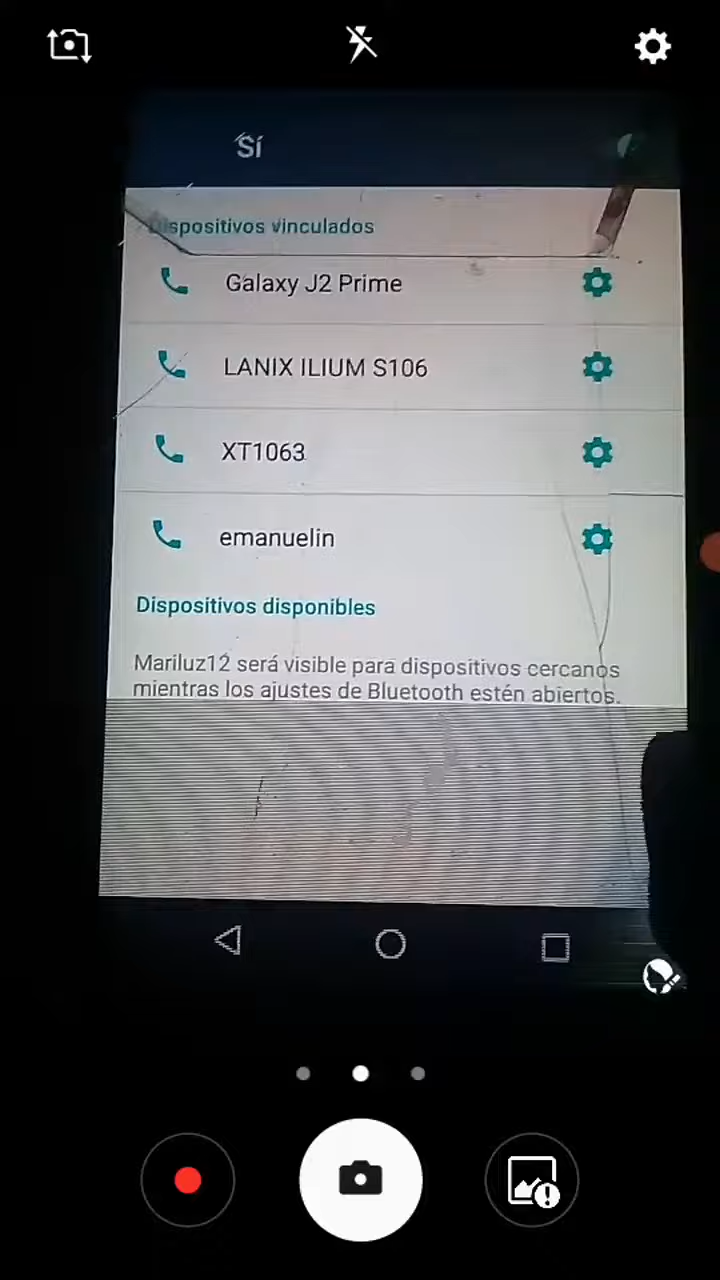 Sí
Dispositivos vinculados
Galaxy J2 Prime
LANIX ILIUM S106
XT1063
emanuelin
Dispositivos disponibles
Mariluz12 será visible para dispositivos cercanos
mientras los ajustes de Bluetooth estén abiertos.